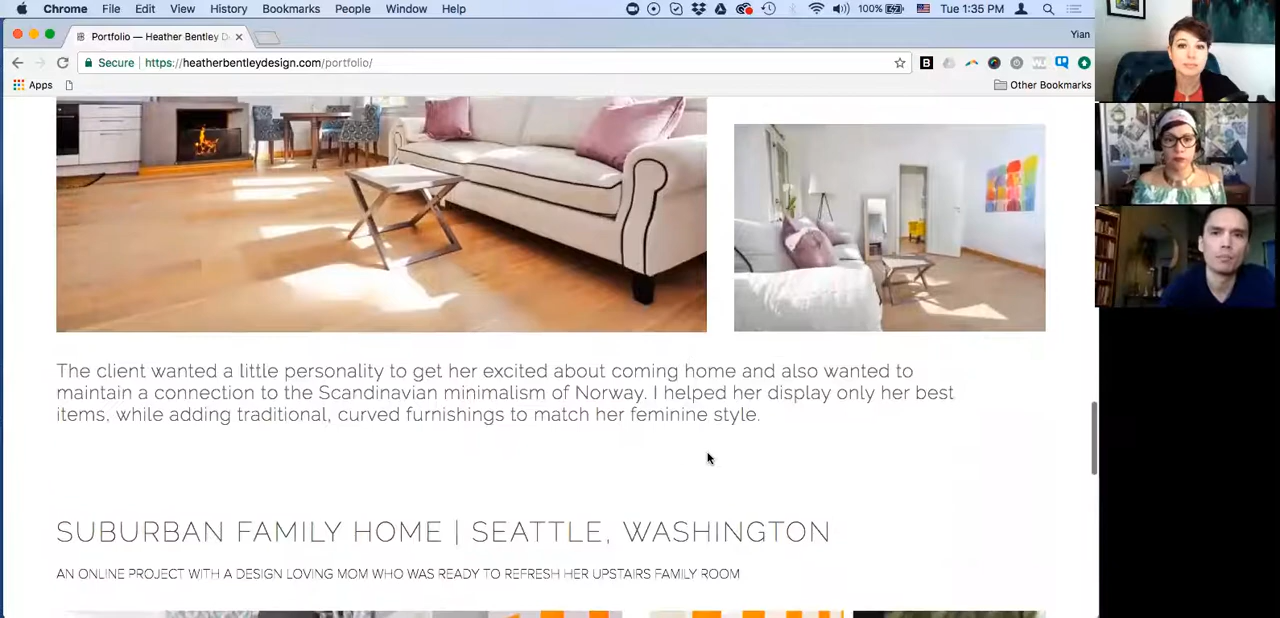 Chrome File Edit View History Bookmarks People Window Help 100% Tue 1:35 PM
Portfolio — Heather Bentley D
Yian
Secure https://heatherbentleydesign.com/portfolio/
Apps Other Bookmarks
The client wanted a little personality to get her excited about coming home and also wanted to
maintain a connection to the Scandinavian minimalism of Norway. I helped her display only her best
items, while adding traditional, curved furnishings to match her feminine style.
SUBURBAN FAMILY HOME | SEATTLE, WASHINGTON
AN ONLINE PROJECT WITH A DESIGN LOVING MOM WHO WAS READY TO REFRESH HER UPSTAIRS FAMILY ROOM